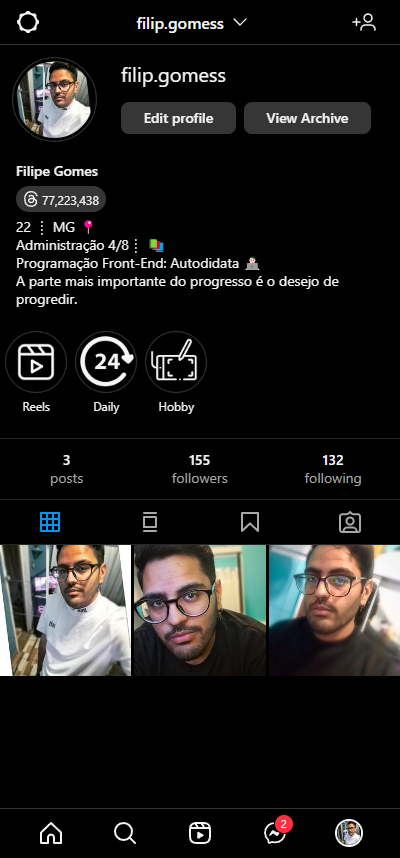 filip.gomess
filip.gomess
Edit profile
View Archive
Filipe Gomes
77,223,438
22 ⋮ MG 📍
Administração 4/8 ⋮ 📚
Programação Front-End: Autodidata 👨🏻‍💻
A parte mais importante do progresso é o desejo de
progredir.
24
Reels
Daily
Hobby
3
155
132
posts
followers
following
2